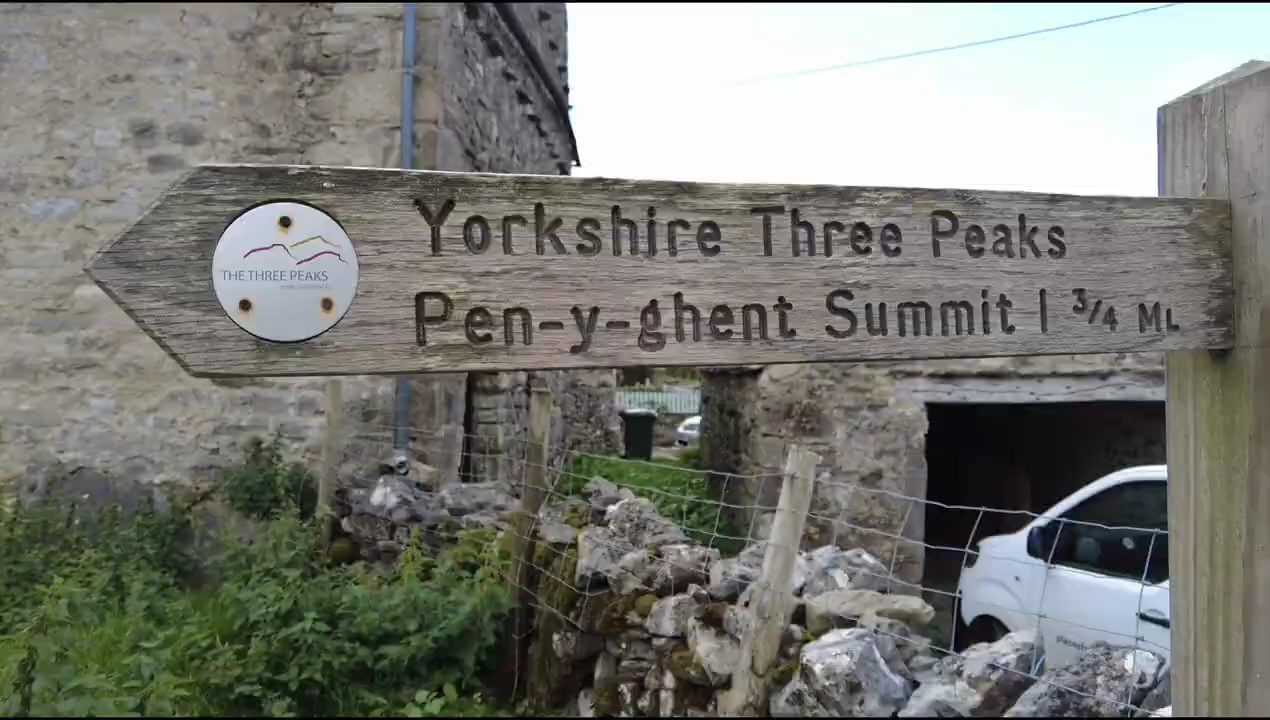 Yorkshire Three Peaks
Pen-y-ghent Summit 1 3/4 ML
THE THREE PEAKS